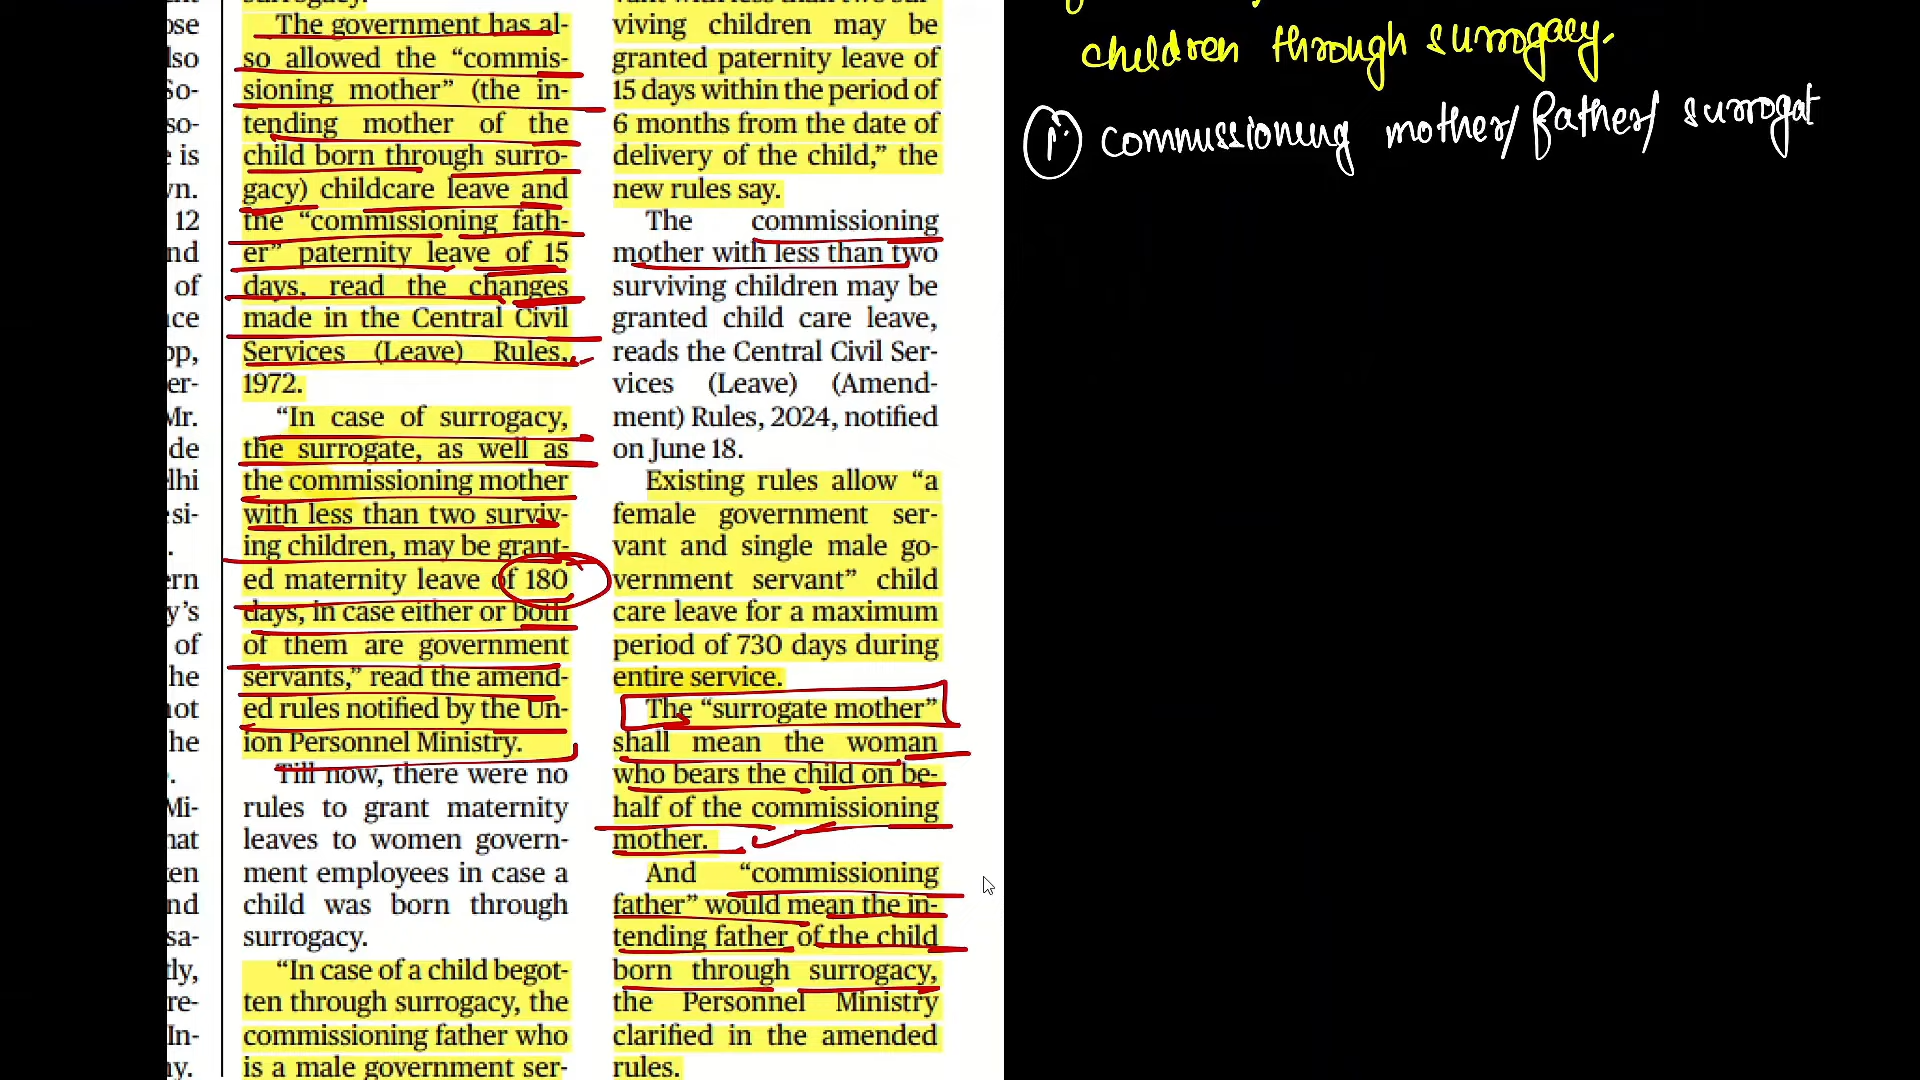 The government has al-
so allowed the “commis-
sioning mother” (the in-
tending mother of the
child born through surro-
gacy) childcare leave and
the “commissioning fath-
er” paternity leave of 15
days, read the changes
made in the Central Civil
Services (Leave) Rules,
1972.
“In case of surrogacy,
the surrogate, as well as
the commissioning mother
with less than two surviv-
ing children, may be grant-
ed maternity leave of 180
days, in case either or both
of them are government
servants,” read the amend-
ed rules notified by the Un-
ion Personnel Ministry.
Till now, there were no
rules to grant maternity
leaves to women govern-
ment employees in case a
child was born through
surrogacy.
“In case of a child begot-
ten through surrogacy, the
commissioning father who
is a male government ser-
viving children may be
granted paternity leave of
15 days within the period of
6 months from the date of
delivery of the child,” the
new rules say.
The commissioning
mother with less than two
surviving children may be
granted child care leave,
reads the Central Civil Ser-
vices (Leave) (Amend-
ment) Rules, 2024, notified
on June 18.
Existing rules allow “a
female government ser-
vant and single male go-
vernment servant” child
care leave for a maximum
period of 730 days during
entire service.
The “surrogate mother”
shall mean the woman
who bears the child on be-
half of the commissioning
mother.
And “commissioning
father” would mean the in-
tending father of the child
born through surrogacy,
the Personnel Ministry
clarified in the amended
rules.
children through surrogacy.
commissioning mother/father/surrogat